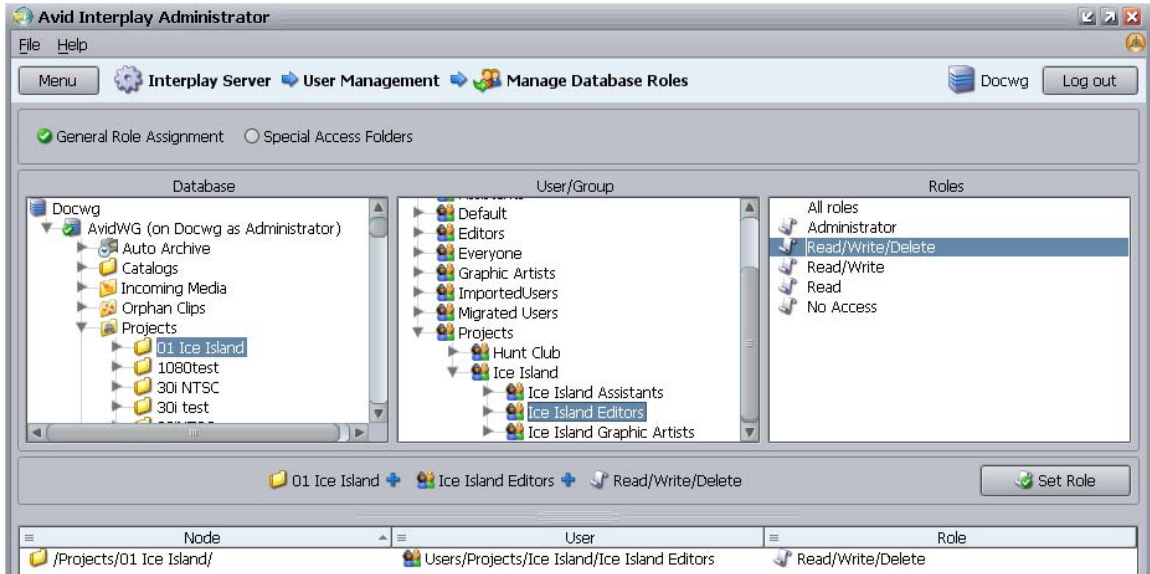 Avid Interplay Administrator
File Help
Menu Interplay Server User Management Manage Database Roles Docwg Log out
General Role Assignment Special Access Folders
Database
Docwg
AvidWG (on Docwg as Administrator)
Auto Archive
Catalogs
Incoming Media
Orphan Clips
Projects
01 Ice Island
1080test
30i NTSC
30i test
User/Group
Default
Editors
Everyone
Graphic Artists
ImportedUsers
Migrated Users
Projects
Hunt Club
Ice Island
Ice Island Assistants
Ice Island Editors
Ice Island Graphic Artists
Roles
All roles
Administrator
Read/Write/Delete
Read/Write
Read
No Access
01 Ice Island Ice Island Editors Read/Write/Delete Set Role
Node User Role
/Projects/01 Ice Island/ Users/Projects/Ice Island/Ice Island Editors Read/Write/Delete